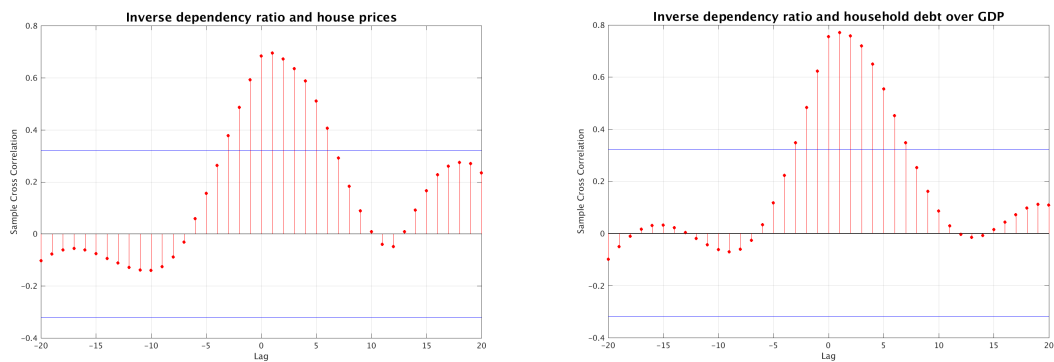 Inverse dependency ratio and house prices
0.8
0.6
0.4
0.2
0
−0.2
−0.4
Sample Cross Correlation
−20 −15 −10 −5 0 5 10 15 20
Lag
Inverse dependency ratio and household debt over GDP
0.8
0.6
0.4
0.2
0
−0.2
−0.4
Sample Cross Correlation
−20 −15 −10 −5 0 5 10 15 20
Lag